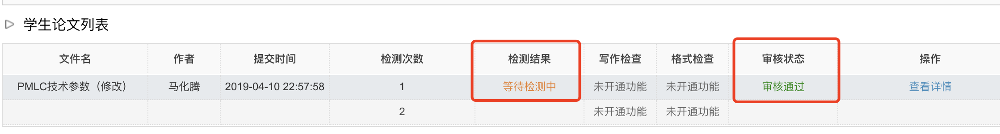 学生论文列表
文件名 作者 提交时间 检测次数 检测结果 写作检查 格式检查 审核状态 操作
PMLC技术参数（修改） 马化腾 2019-04-10 22:57:58 1 等待检测中 未开通功能 未开通功能 审核通过 查看详情
2 未开通功能 未开通功能